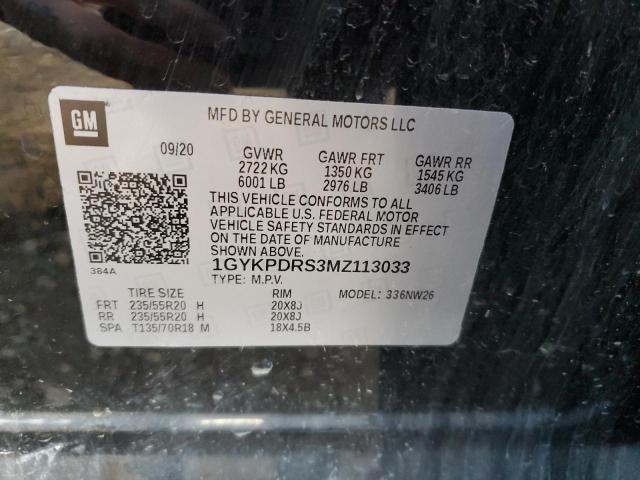 GM
MFD BY GENERAL MOTORS LLC
09/20 GVWR GAWR FRT GAWR RR
2722 KG 1350 KG 1545 KG
6001 LB 2976 LB 3406 LB
THIS VEHICLE CONFORMS TO ALL
APPLICABLE U.S. FEDERAL MOTOR
VEHICLE SAFETY STANDARDS IN EFFECT
ON THE DATE OF MANUFACTURE
SHOWN ABOVE.
384A 1GYKPDRS3MZ113033
TYPE: M.P.V.
TIRE SIZE RIM MODEL: 336NW26
FRT 235/55R20 H 20X8J
RR 235/55R20 H 20X8J
SPA T135/70R18 M 18X4.5B